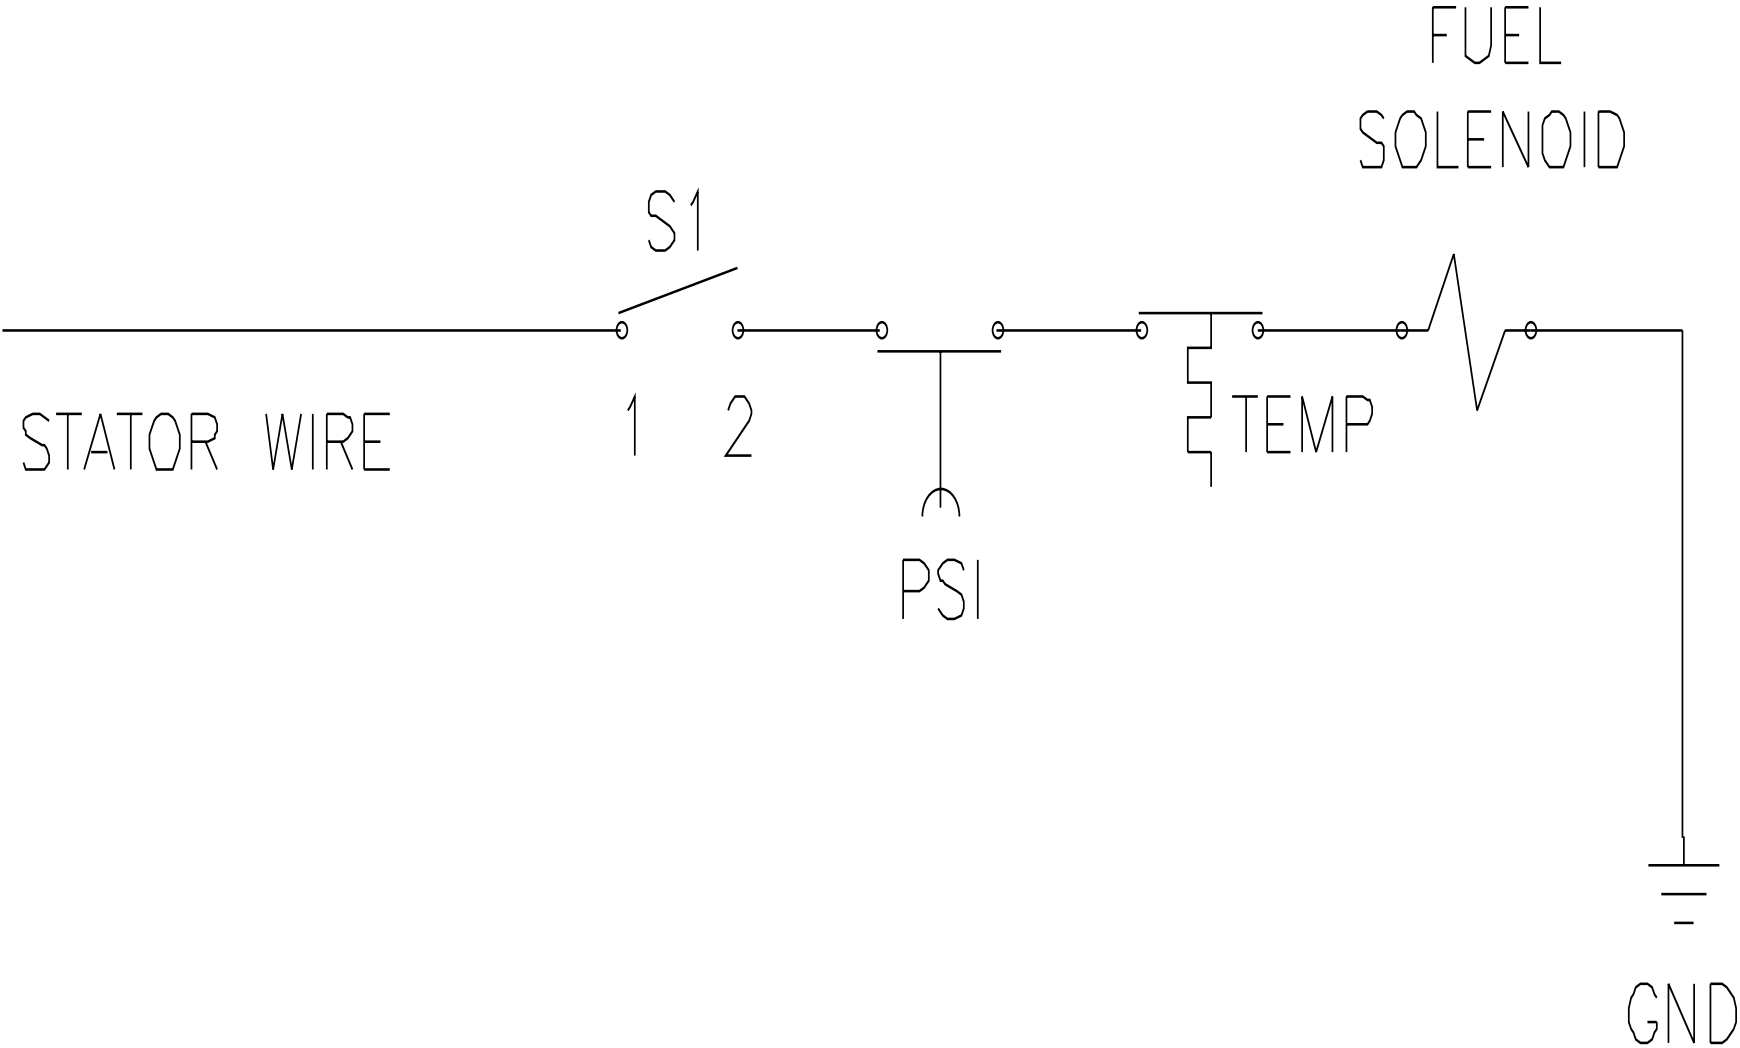 FUEL
SOLENOID
S1
STATOR WIRE
1 2
TEMP
PSI
GND